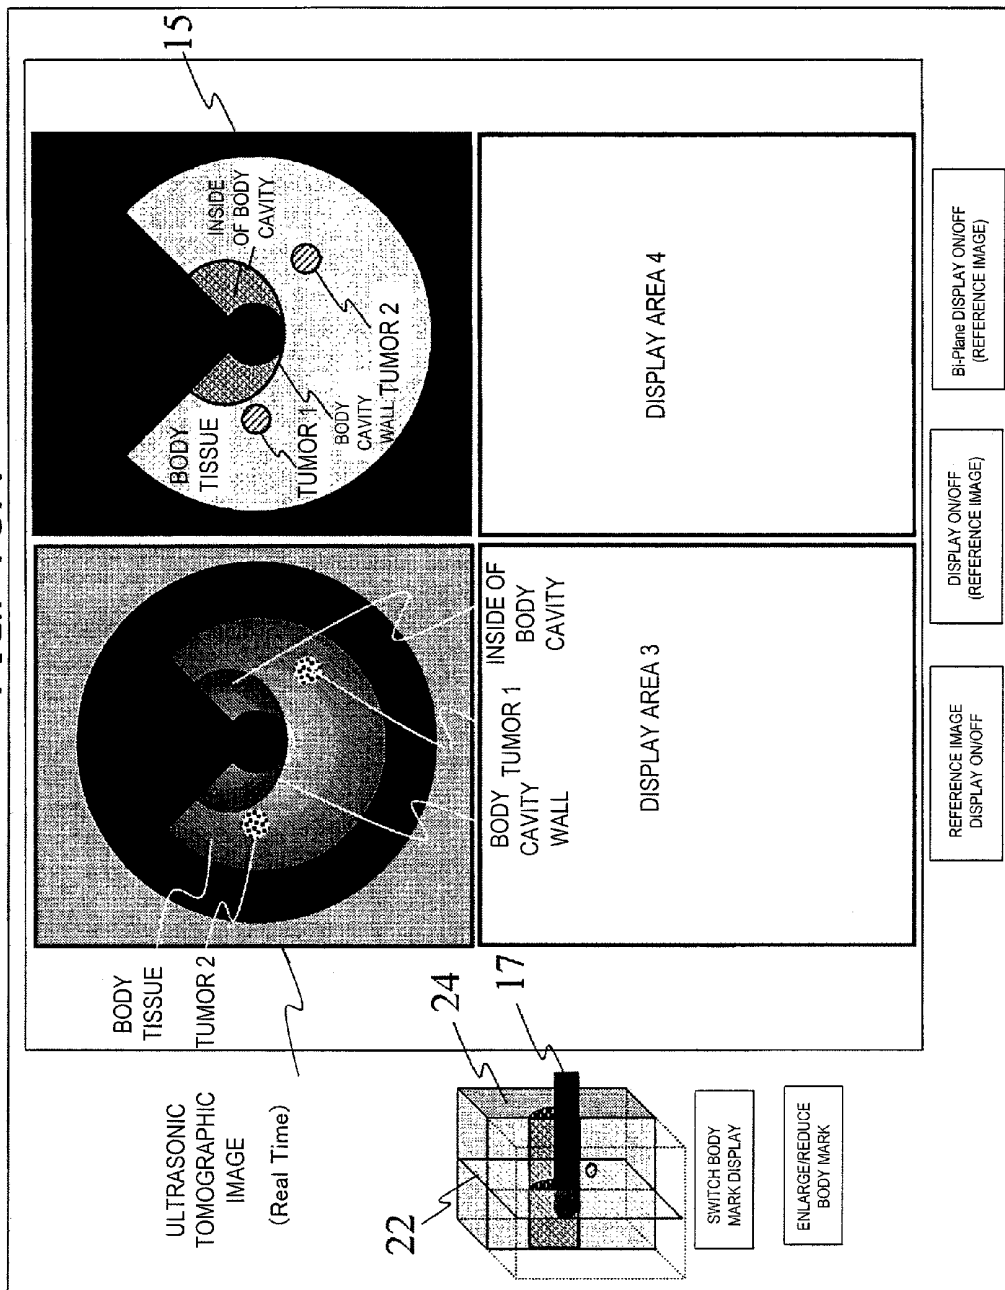 ULTRASONIC
TOMOGRAPHIC
IMAGE
(Real Time)
BODY
TISSUE
TUMOR 2
BODY
CAVITY
WALL
TUMOR 1
INSIDE OF
BODY
CAVITY
BODY
TISSUE
TUMOR 1
BODY
CAVITY
WALL
TUMOR 2
INSIDE
OF BODY
CAVITY
15
22
24
17
DISPLAY AREA 3
DISPLAY AREA 4
SWITCH BODY
MARK DISPLAY
ENLARGE/REDUCE
BODY MARK
REFERENCE IMAGE
DISPLAY ON/OFF
DISPLAY ON/OFF
(REFERENCE IMAGE)
Bi-Plane DISPLAY ON/OFF
(REFERENCE IMAGE)